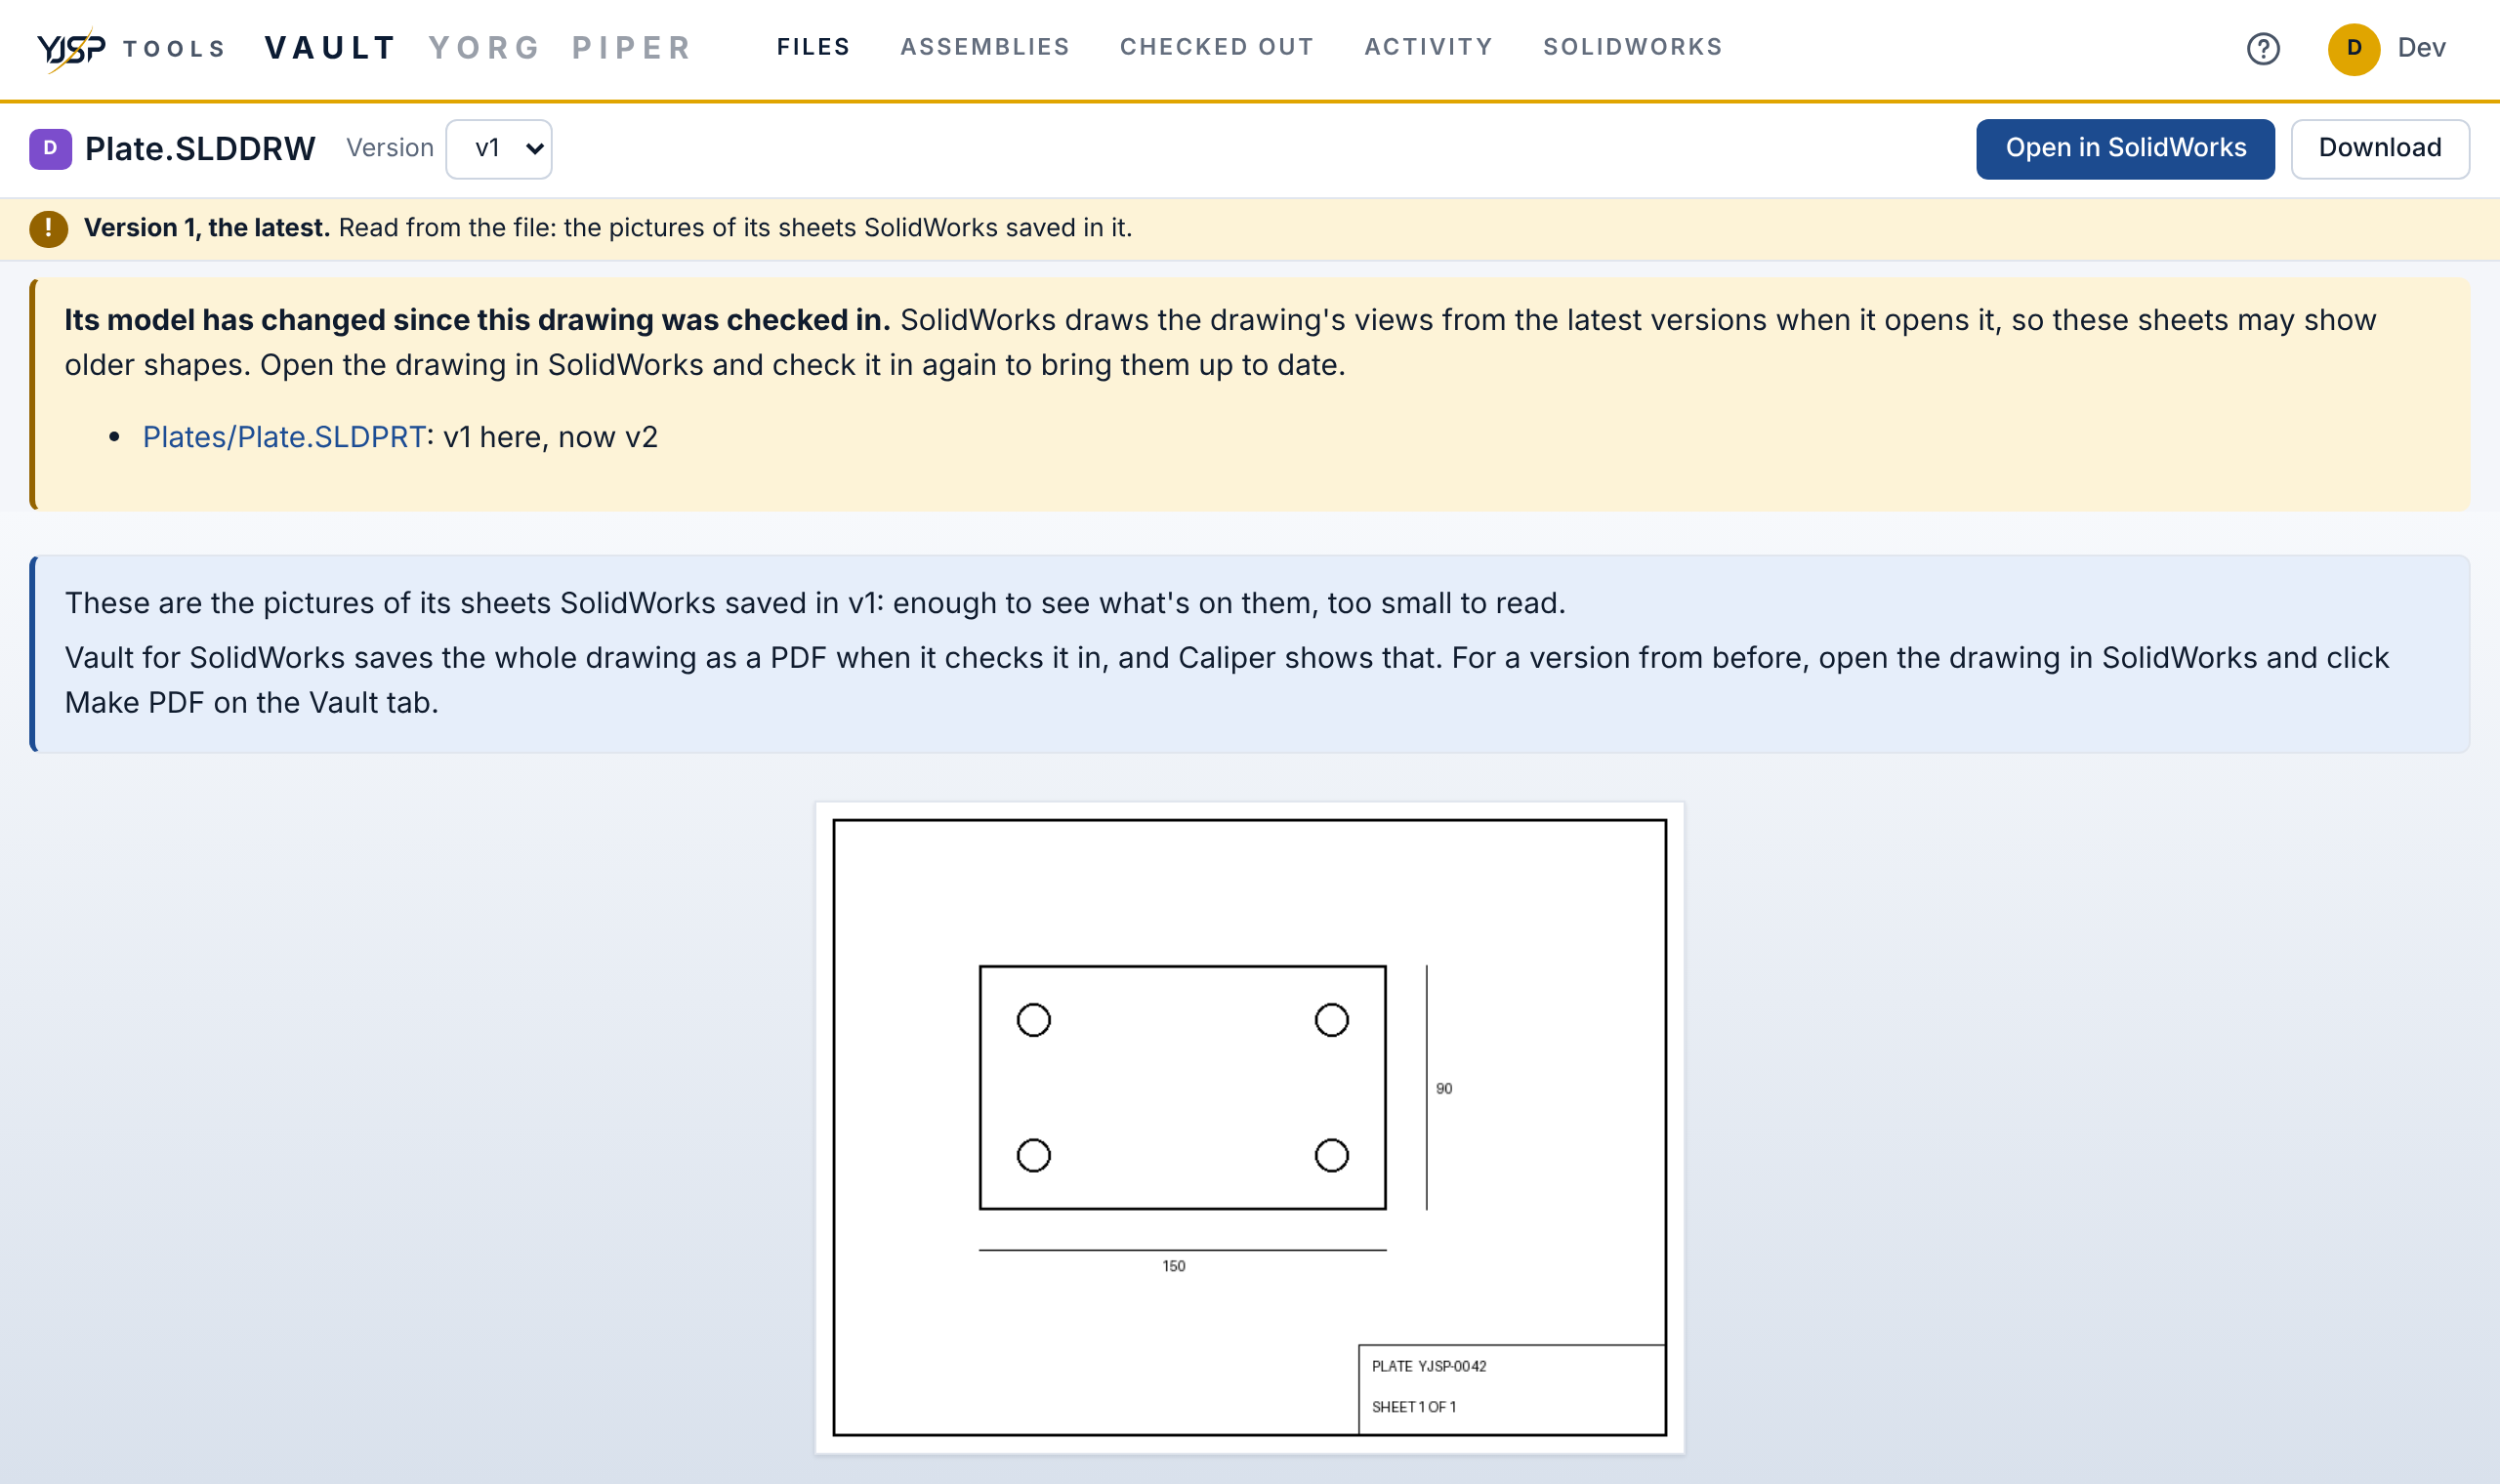 YJSP TOOLS VAULT YORG PIPER FILES ASSEMBLIES CHECKED OUT ACTIVITY SOLIDWORKS ? D Dev
D Plate.SLDDRW Version v1 Open in SolidWorks Download
! Version 1, the latest. Read from the file: the pictures of its sheets SolidWorks saved in it.
Its model has changed since this drawing was checked in. SolidWorks draws the drawing's views from the latest versions when it opens it, so these sheets may show
older shapes. Open the drawing in SolidWorks and check it in again to bring them up to date.
• Plates/Plate.SLDPRT: v1 here, now v2
These are the pictures of its sheets SolidWorks saved in v1: enough to see what's on them, too small to read.
Vault for SolidWorks saves the whole drawing as a PDF when it checks it in, and Caliper shows that. For a version from before, open the drawing in SolidWorks and click
Make PDF on the Vault tab.
90
150
PLATE YJSP-0042
SHEET 1 OF 1